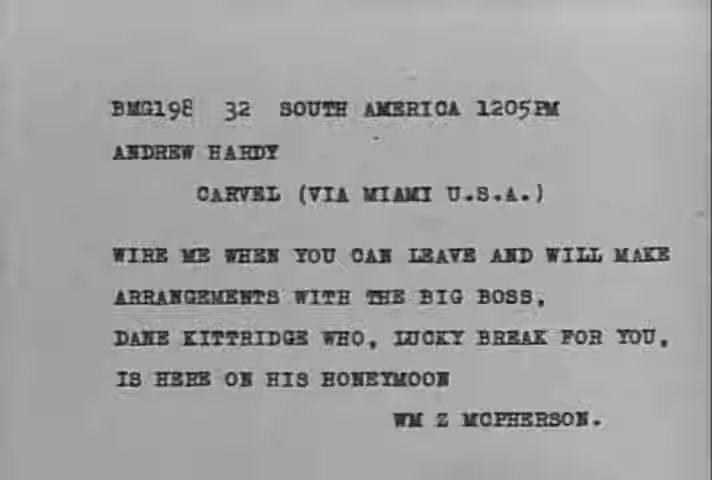 BMG198 32 SOUTH AMERICA 1205PM
ANDREW HARDY
CARVEL (VIA MIAMI U.S.A.)
WIRE ME WHEN YOU CAN LEAVE AND WILL MAKE
ARRANGEMENTS WITH THE BIG BOSS,
DANE KITTRIDGE WHO, LUCKY BREAK FOR YOU,
IS HERE ON HIS HONEYMOON
WM Z MCPHERSON.